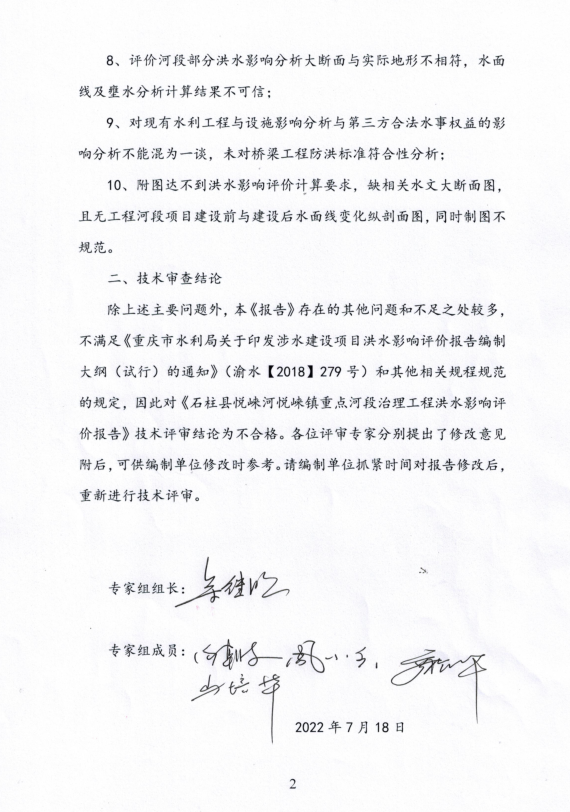 8、评价河段部分洪水影响分析大断面与实际地形不相符，水面
线及壅水分析计算结果不可信；
9、对现有水利工程与设施影响分析与第三方合法水事权益的影
响分析不能混为一谈，未对桥梁工程防洪标准符合性分析；
10、附图达不到洪水影响评价计算要求，缺相关水文大断面图，
且无工程河段项目建设前与建设后水面线变化纵剖面图，同时制图不
规范。
二、技术审查结论
除上述主要问题外，本《报告》存在的其他问题和不足之处较多，
不满足《重庆市水利局关于印发涉水建设项目洪水影响评价报告编制
大纲（试行）的通知》（渝水【2018】279号）和其他相关规程规范
的规定，因此对《石柱县悦崃河悦崃镇重点河段治理工程洪水影响评
价报告》技术评审结论为不合格。各位评审专家分别提出了修改意见
附后，可供编制单位修改时参考。请编制单位抓紧时间对报告修改后，
重新进行技术评审。
专家组组长：
专家组成员：
2022年7月18日
2